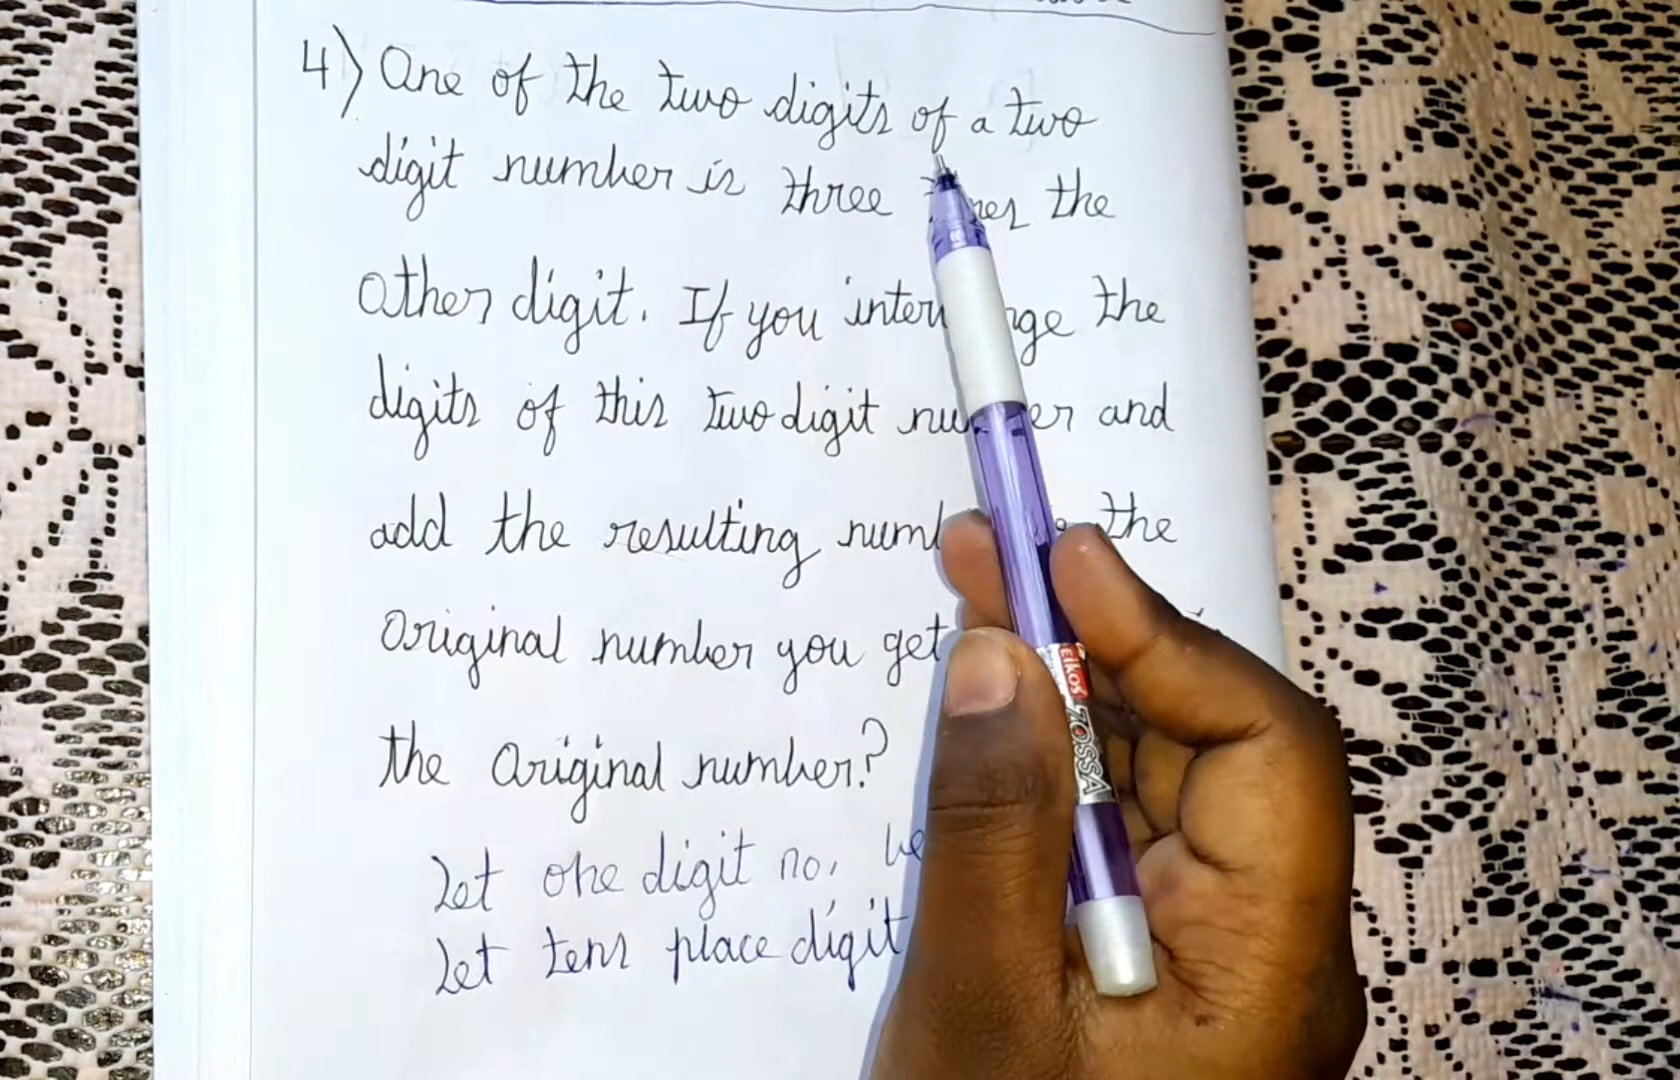 4) One of the two digits of a two
digit number is three the
other digit. If you the
digits of this two digit and
add the resulting the
original number you get
the original number?
Let one digit no.
Let tens place digit
Elkos
ZOSSA